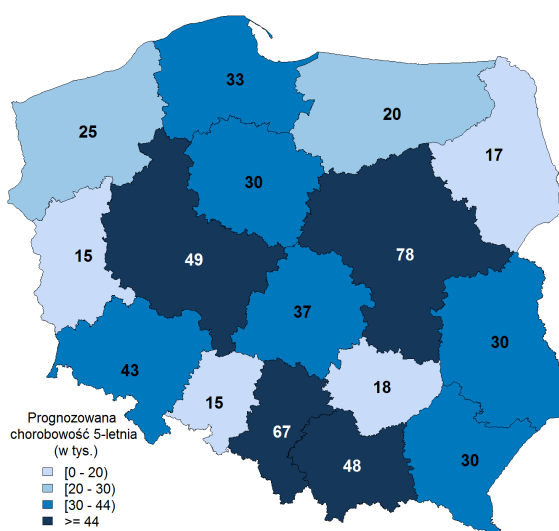 33
25
20
17
30
15
49
78
37
30
43
15
18
67
48
30
Prognozowana
chorobowość 5-letnia
(w tys.)
[0 - 20)
[20 - 30)
[30 - 44)
>= 44